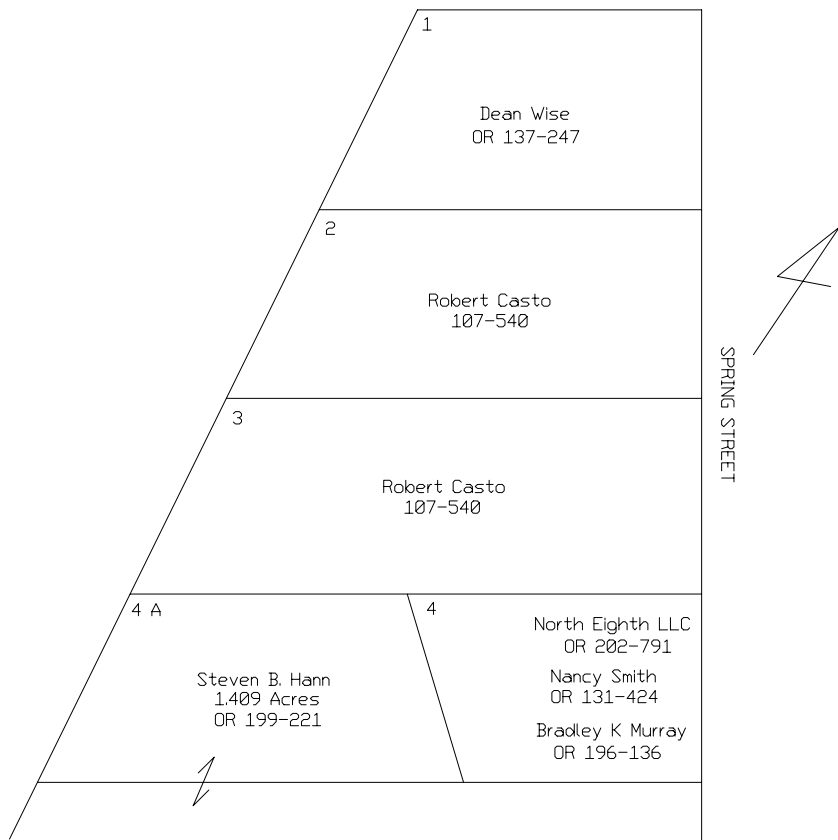 1
Dean Wise
OR 137-247
2
Robert Casto
107-540
SPRING STREET
3
Robert Casto
107-540
4 A
4
North Eighth LLC
OR 202-791
Nancy Smith
OR 131-424
Steven B. Hann
1.409 Acres
OR 199-221
Bradley K Murray
OR 196-136